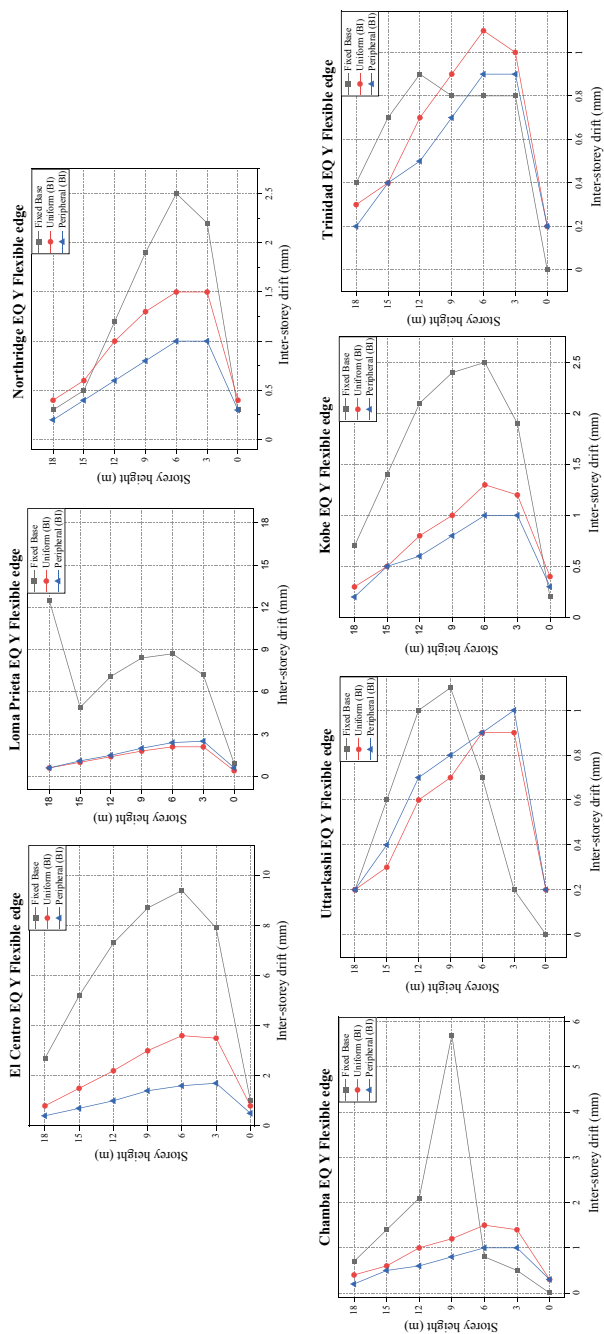 El Centro EQ Y Flexible edge
Fixed Base
Uniform (BI)
Peripheral (BI)
Storey height (m)
18
15
12
9
6
3
0
0 2 4 6 8 10
Inter-storey drift (mm)
Loma Prieta EQ Y Flexible edge
Fixed Base
Uniform (BI)
Peripheral (BI)
Storey height (m)
18
15
12
9
6
3
0
0 3 6 9 12 15 18
Inter-storey drift (mm)
Northridge EQ Y Flexible edge
Fixed Base
Uniform (BI)
Peripheral (BI)
Storey height (m)
18
15
12
9
6
3
0
0 0.5 1 1.5 2 2.5
Inter-storey drift (mm)
Chamba EQ Y Flexible edge
Fixed Base
Uniform (BI)
Peripheral (BI)
Storey height (m)
18
15
12
9
6
3
0
0 1 2 3 4 5 6
Inter-storey drift (mm)
Uttarkashi EQ Y Flexible edge
Fixed Base
Uniform (BI)
Peripheral (BI)
Storey height (m)
18
15
12
9
6
3
0
0 0.2 0.4 0.6 0.8 1
Inter-storey drift (mm)
Kobe EQ Y Flexible edge
Fixed Base
Unifrom (BI)
Peripheral (BI)
Storey height (m)
18
15
12
9
6
3
0
0 0.5 1 1.5 2 2.5
Inter-storey drift (mm)
Trinidad EQ Y Flexible edge
Fixed Base
Uniform (BI)
Peripheral (BI)
Storey height (m)
18
15
12
9
6
3
0
0 0.2 0.4 0.6 0.8 1
Inter-storey drift (mm)